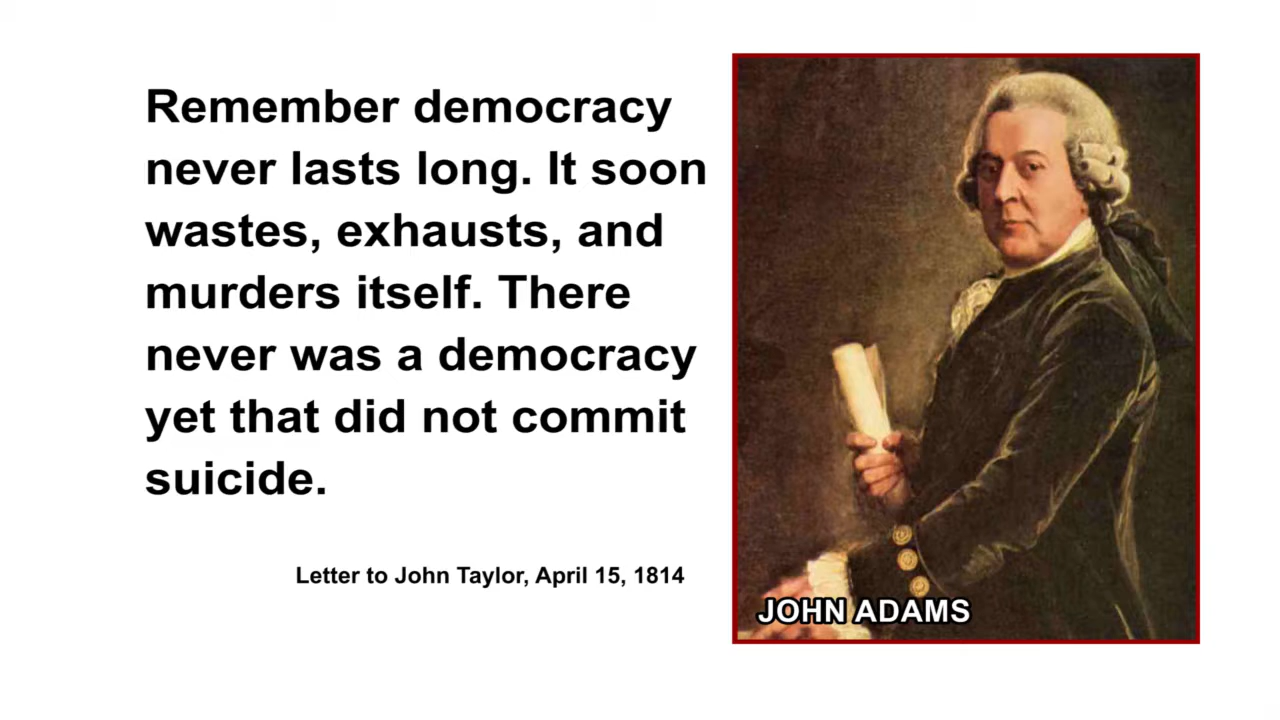 Remember democracy
never lasts long. It soon
wastes, exhausts, and
murders itself. There
never was a democracy
yet that did not commit
suicide.
Letter to John Taylor, April 15, 1814
JOHN ADAMS